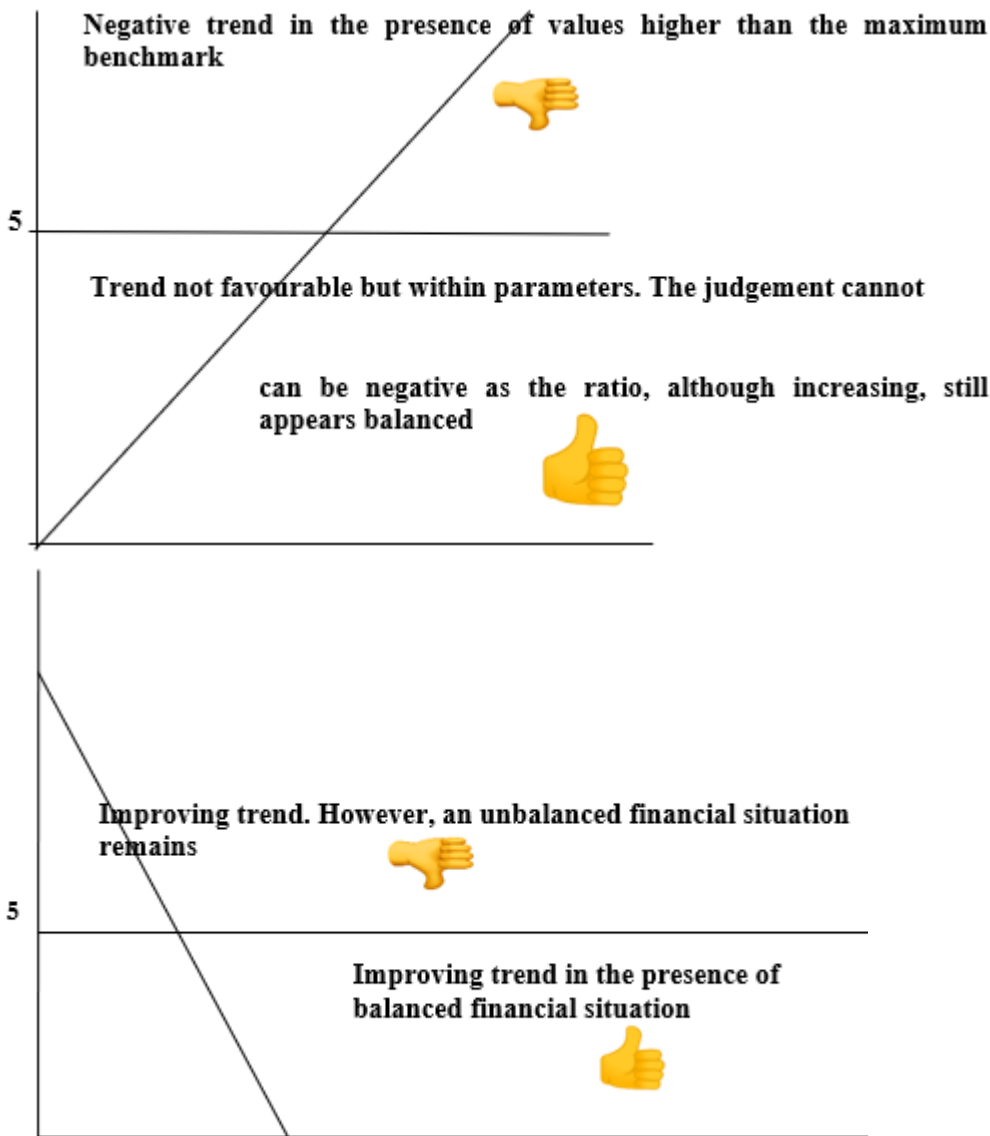 Negative trend in the presence of values higher than the maximum
benchmark
5
Trend not favourable but within parameters. The judgement cannot
can be negative as the ratio, although increasing, still
appears balanced
Improving trend. However, an unbalanced financial situation
remains
5
Improving trend in the presence of
balanced financial situation